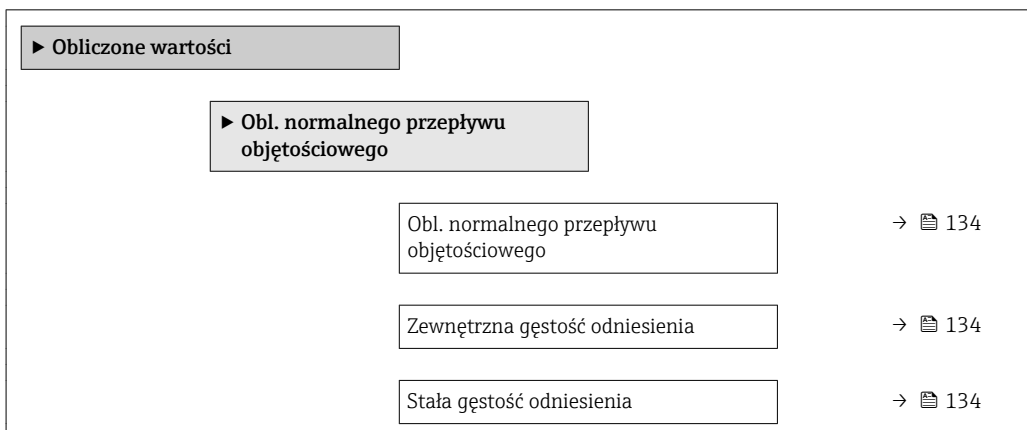 ▶ Obliczone wartości
▶ Obl. normalnego przepływu
objętościowego
Obl. normalnego przepływu
objętościowego
→ 134
Zewnętrzna gęstość odniesienia
→ 134
Stała gęstość odniesienia
→ 134